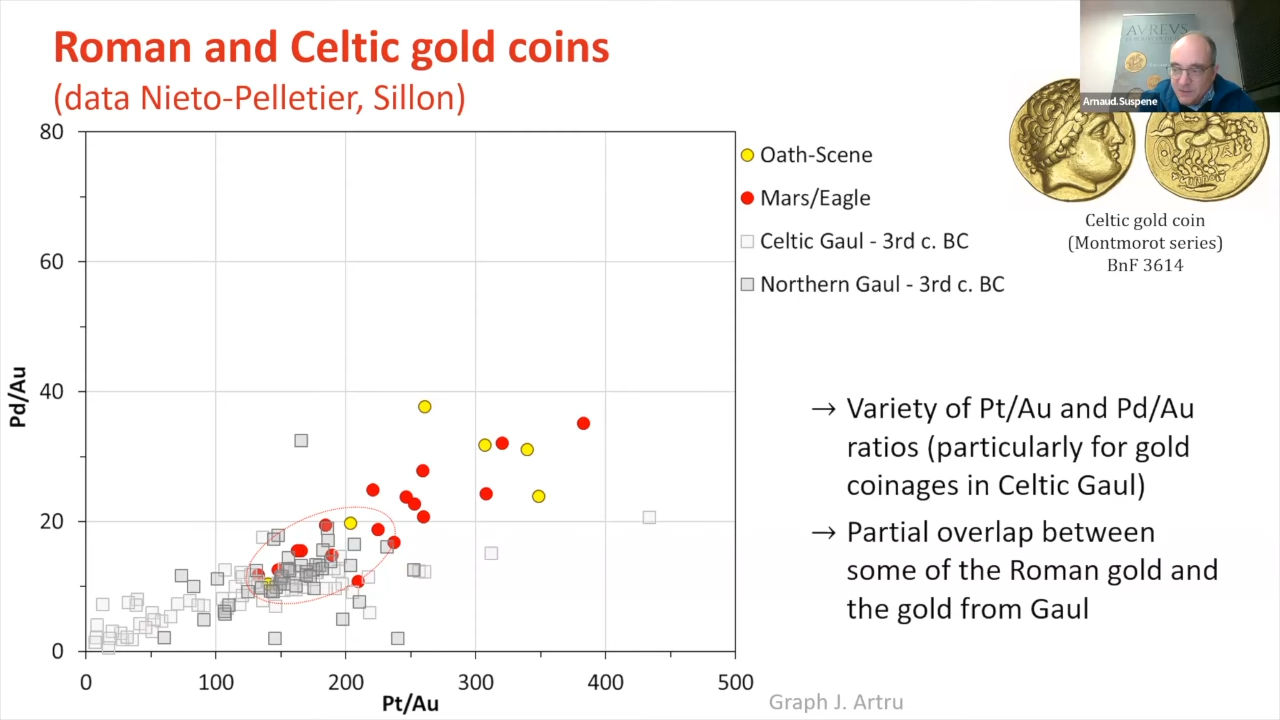 Roman and Celtic gold coins
(data Nieto-Pelletier, Sillon)
AVREVS
Arnaud.Suspene
80
60
40
20
0
Pd/Au
0 100 200 300 400 500
Pt/Au
Oath-Scene
Mars/Eagle
Celtic Gaul - 3rd c. BC
Northern Gaul - 3rd c. BC
Celtic gold coin
(Montmorot series)
BnF 3614
→ Variety of Pt/Au and Pd/Au
ratios (particularly for gold
coinages in Celtic Gaul)
→ Partial overlap between
some of the Roman gold and
the gold from Gaul
Graph J. Artru